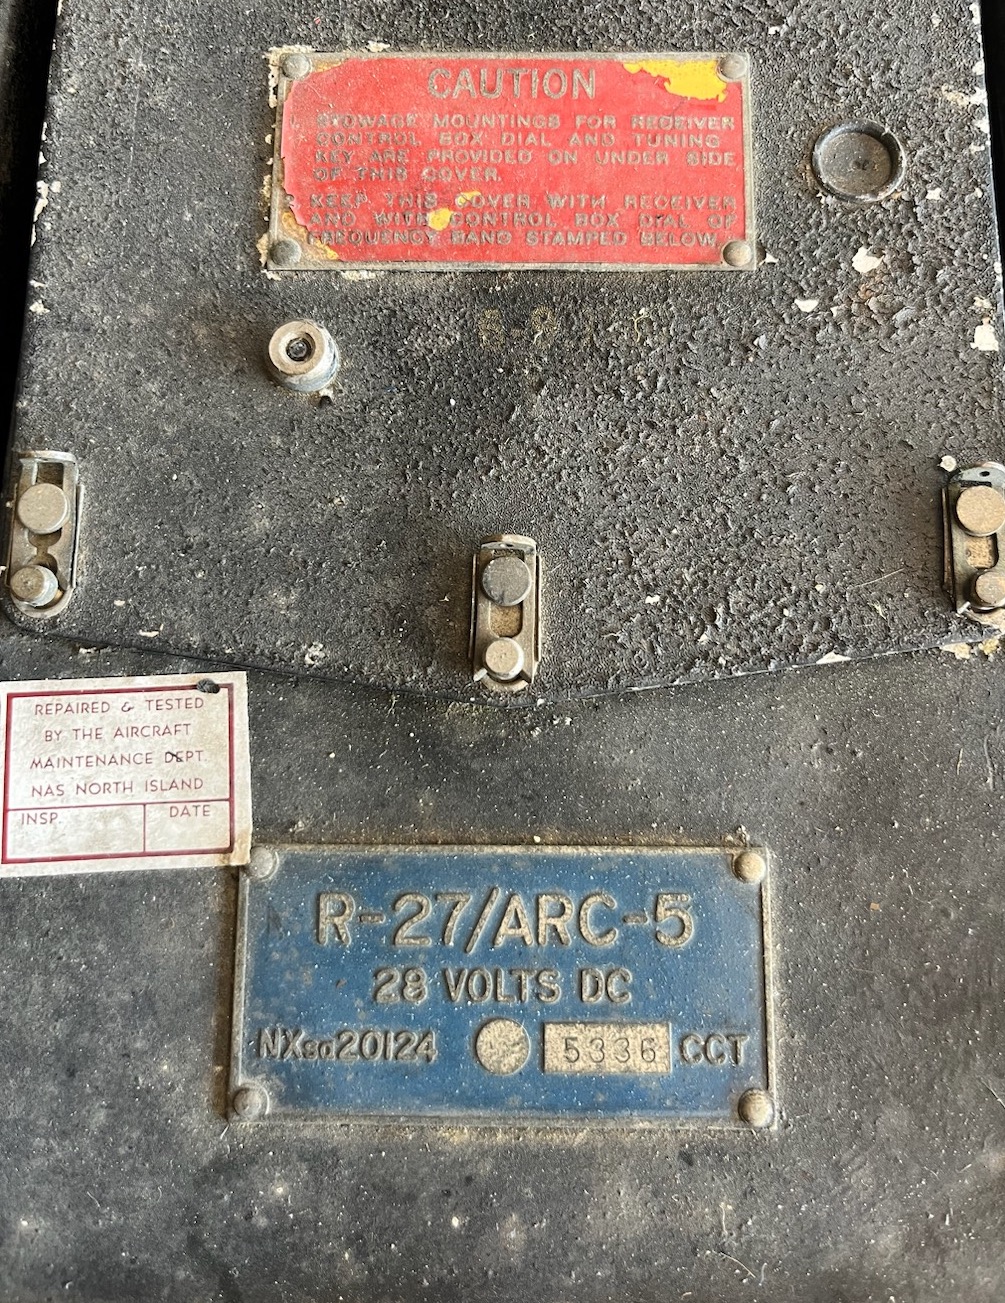 CAUTION
1. STOWAGE MOUNTINGS FOR RECEIVER
CONTROL BOX DIAL AND TUNING
KEY ARE PROVIDED ON UNDER SIDE
OF THIS COVER.
2. KEEP THIS COVER WITH RECEIVER
AND WITH CONTROL BOX DIAL OF
FREQUENCY BAND STAMPED BELOW.
REPAIRED & TESTED
BY THE AIRCRAFT
MAINTENANCE DEPT.
NAS NORTH ISLAND
INSP. DATE
R-27/ARC-5
28 VOLTS DC
NXsa20124 5336 CCT